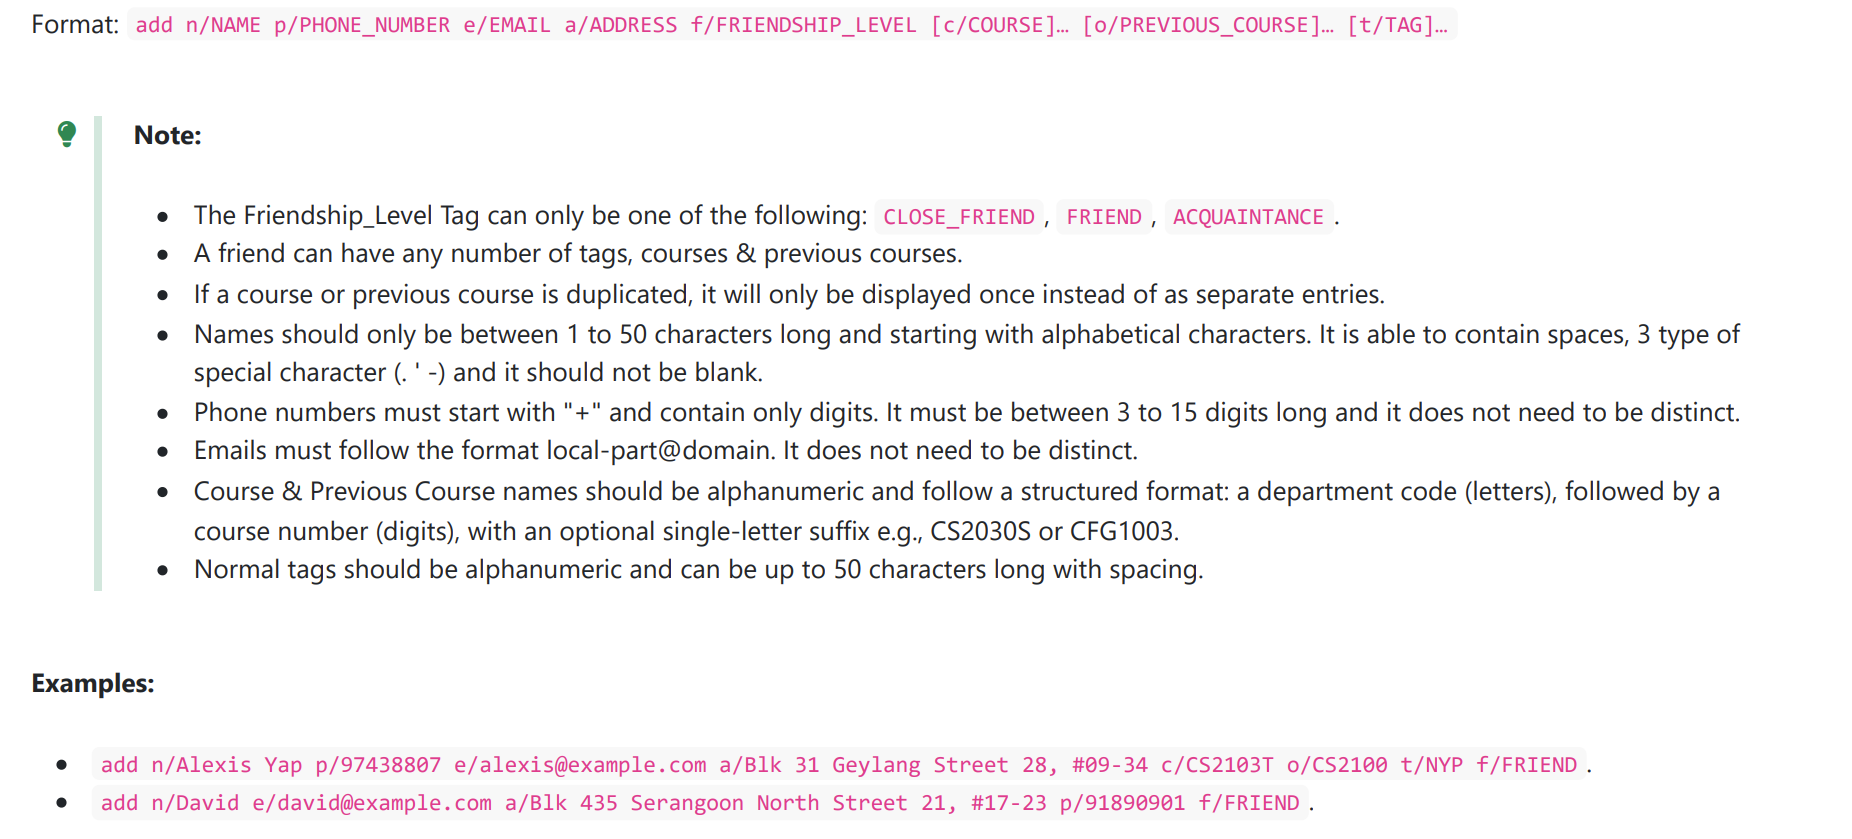 Format: add n/NAME p/PHONE_NUMBER e/EMAIL a/ADDRESS f/FRIENDSHIP_LEVEL [c/COURSE]… [o/PREVIOUS_COURSE]… [t/TAG]…
Note:
• The Friendship_Level Tag can only be one of the following: CLOSE_FRIEND , FRIEND , ACQUAINTANCE .
• A friend can have any number of tags, courses & previous courses.
• If a course or previous course is duplicated, it will only be displayed once instead of as separate entries.
• Names should only be between 1 to 50 characters long and starting with alphabetical characters. It is able to contain spaces, 3 type of
special character (. ' -) and it should not be blank.
• Phone numbers must start with "+" and contain only digits. It must be between 3 to 15 digits long and it does not need to be distinct.
• Emails must follow the format local-part@domain. It does not need to be distinct.
• Course & Previous Course names should be alphanumeric and follow a structured format: a department code (letters), followed by a
course number (digits), with an optional single-letter suffix e.g., CS2030S or CFG1003.
• Normal tags should be alphanumeric and can be up to 50 characters long with spacing.
Examples:
• add n/Alexis Yap p/97438807 e/alexis@example.com a/Blk 31 Geylang Street 28, #09-34 c/CS2103T o/CS2100 t/NYP f/FRIEND .
• add n/David e/david@example.com a/Blk 435 Serangoon North Street 21, #17-23 p/91890901 f/FRIEND .